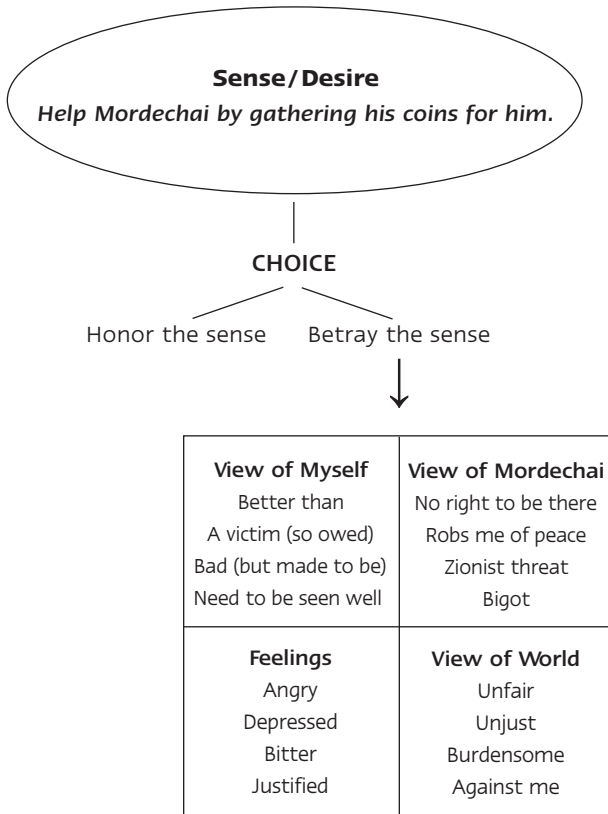 Sense/Desire
Help Mordechai by gathering his coins for him.
CHOICE
Honor the sense
Betray the sense
View of Myself
Better than
A victim (so owed)
Bad (but made to be)
Need to be seen well
View of Mordechai
No right to be there
Robs me of peace
Zionist threat
Bigot
Feelings
Angry
Depressed
Bitter
Justified
View of World
Unfair
Unjust
Burdensome
Against me